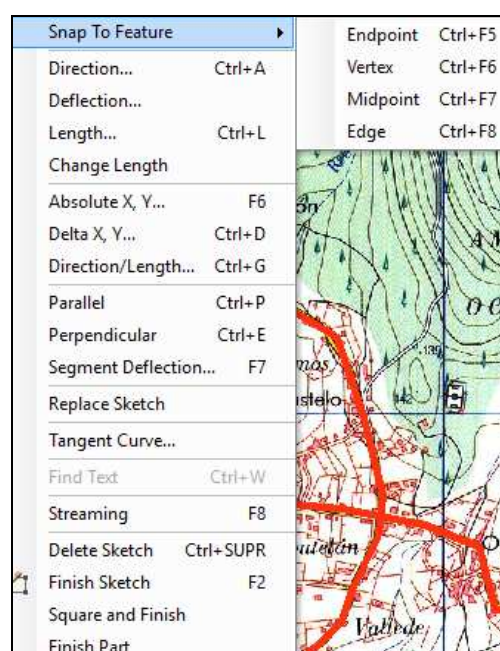 Snap To Feature
Direction... Ctrl+A
Deflection...
Length... Ctrl+L
Change Length
Absolute X, Y... F6
Delta X, Y... Ctrl+D
Direction/Length... Ctrl+G
Parallel Ctrl+P
Perpendicular Ctrl+E
Segment Deflection... F7
Replace Sketch
Tangent Curve...
Find Text Ctrl+W
Streaming F8
Delete Sketch Ctrl+SUPR
Finish Sketch F2
Square and Finish
Finish Part
Endpoint Ctrl+F5
Vertex Ctrl+F6
Midpoint Ctrl+F7
Edge Ctrl+F8
139
142
Vallede